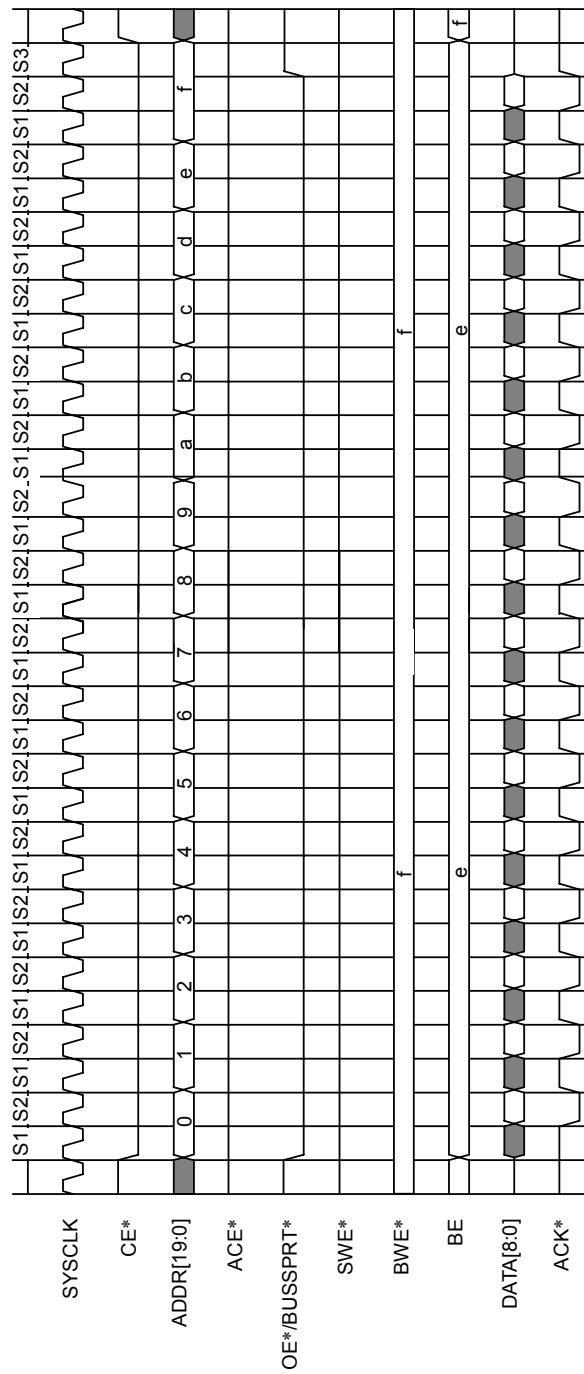 S1 S2 S1 S2 S1 S2 S1 S2 S1 S2 S1 S2 S1 S2 S1 S2 S1 S2 S1 S2 S1 S2 S1 S2 S1 S2 S1 S2 S1 S2 S1 S2 S3
SYSCLK
CE*
ADDR[19:0] 0 1 2 3 4 5 6 7 8 9 a b c d e f
ACE*
OE*/BUSSPRT*
SWE*
BWE* f f
BE e e f
DATA[8:0]
ACK*